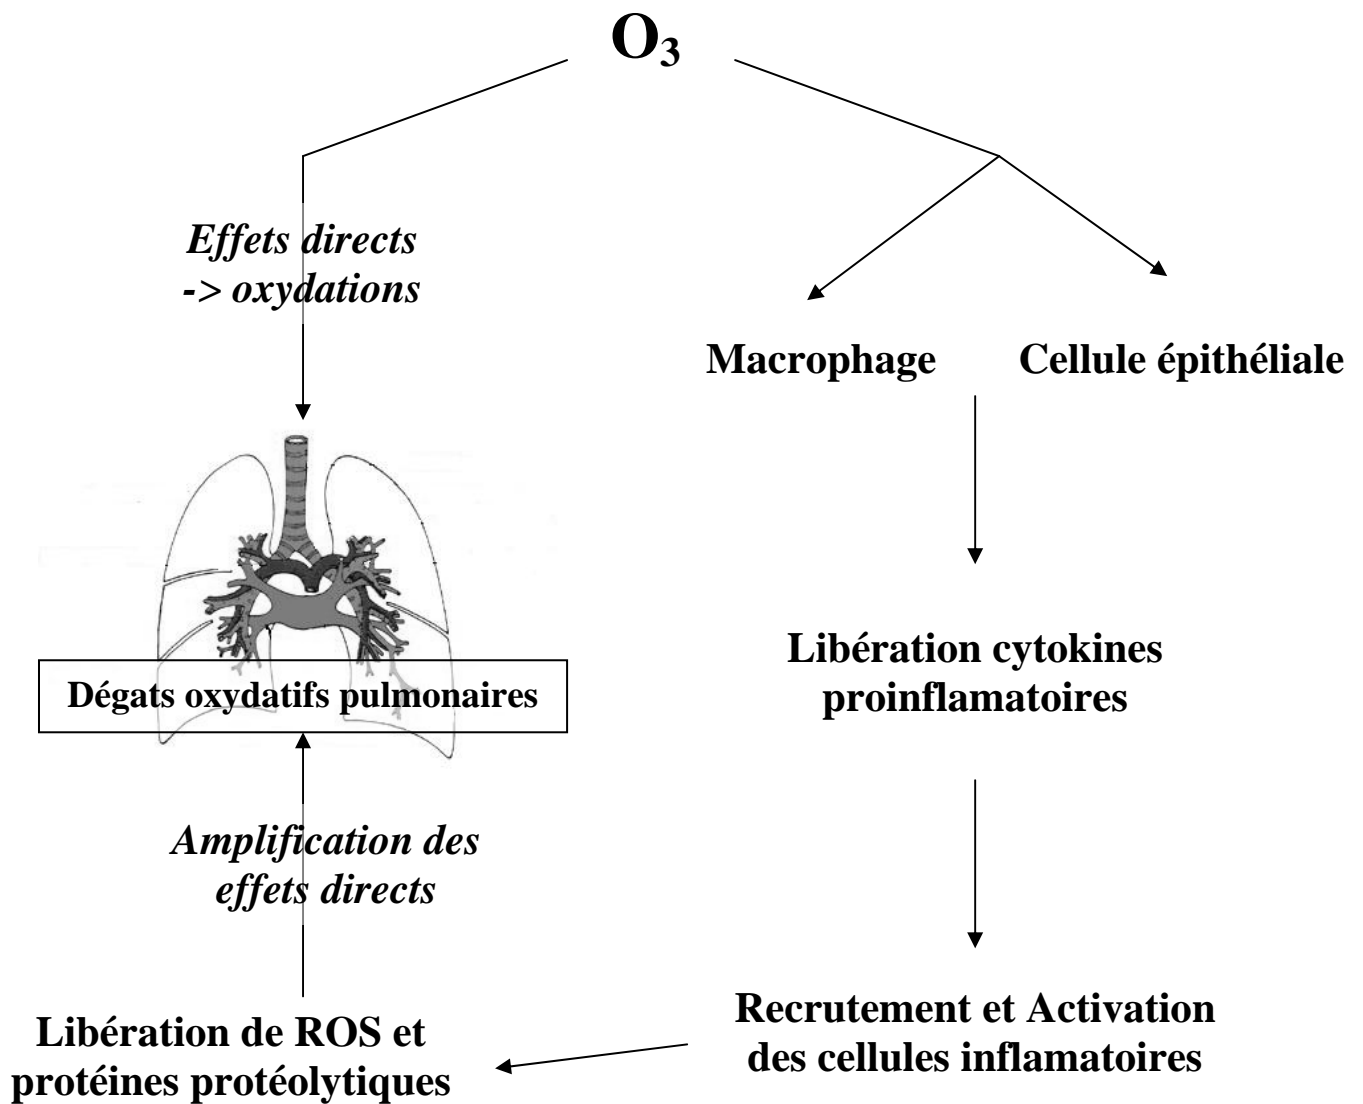 O₃
Effets directs
-> oxydations
Macrophage
Cellule épithéliale
Libération cytokines
proinflamatoires
Dégats oxydatifs pulmonaires
Amplification des
effets directs
Recrutement et Activation
des cellules inflamatoires
Libération de ROS et
protéines protéolytiques